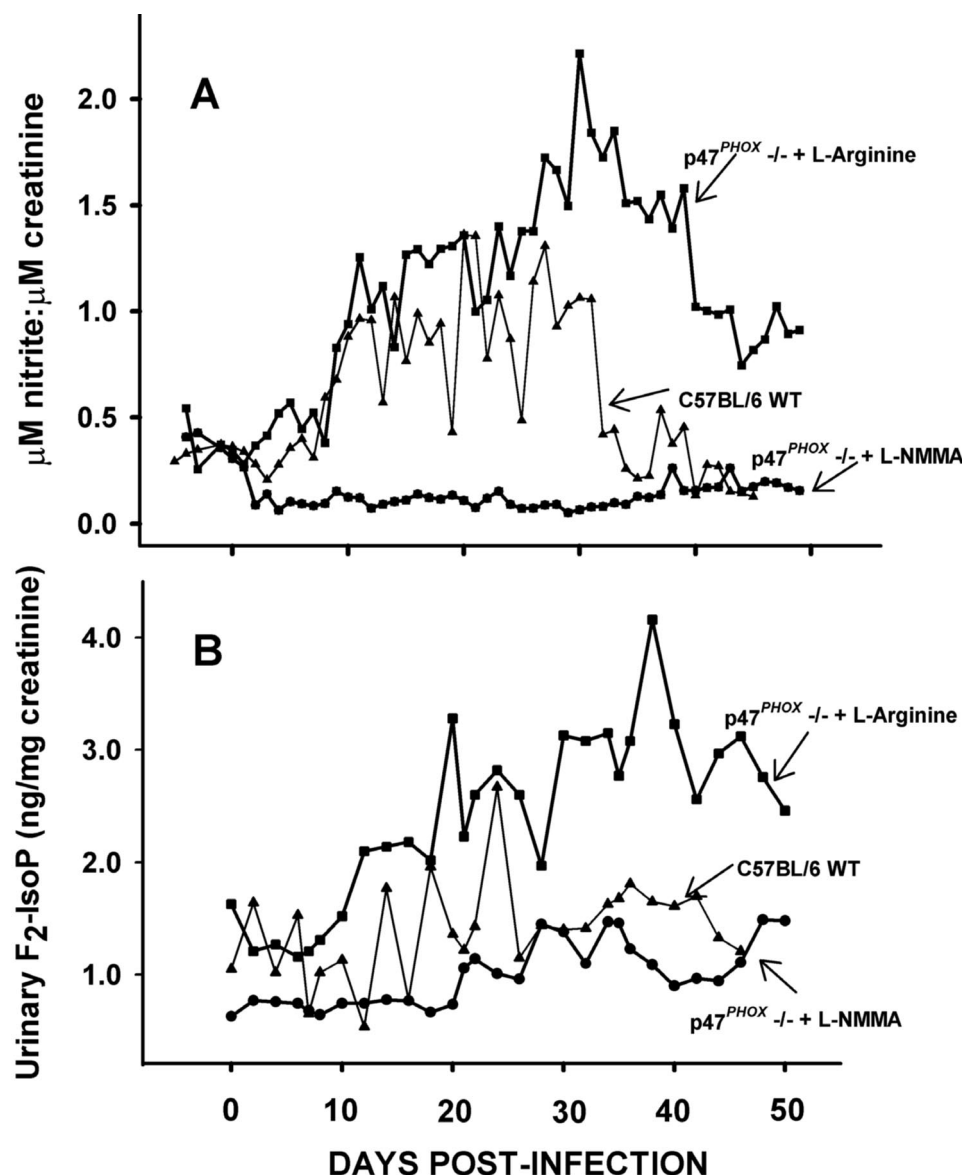 A
μM nitrite:μM creatinine
2.0
1.5
1.0
0.5
0.0
p47PHOX -/- + L-Arginine
C57BL/6 WT
p47PHOX -/- + L-NMMA
B
Urinary F2-IsoP (ng/mg creatinine)
4.0
3.0
2.0
1.0
p47PHOX -/- + L-Arginine
C57BL/6 WT
p47PHOX -/- + L-NMMA
0 10 20 30 40 50
DAYS POST-INFECTION